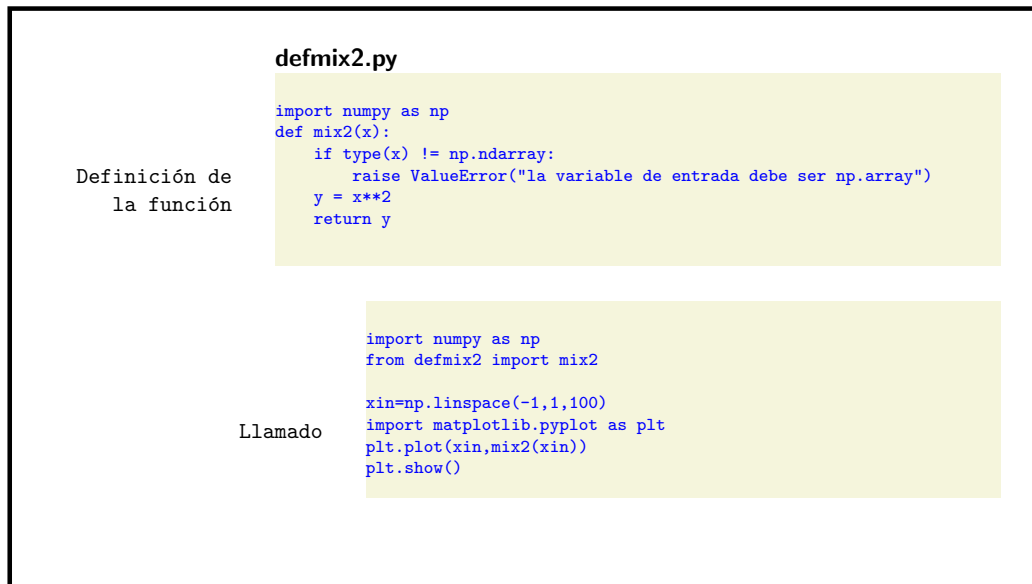 defmix2.py
import numpy as np
def mix2(x):
    if type(x) != np.ndarray:
        raise ValueError("la variable de entrada debe ser np.array")
    y = x**2
    return y
Definición de
la función
import numpy as np
from defmix2 import mix2
xin=np.linspace(-1,1,100)
import matplotlib.pyplot as plt
plt.plot(xin,mix2(xin))
plt.show()
Llamado